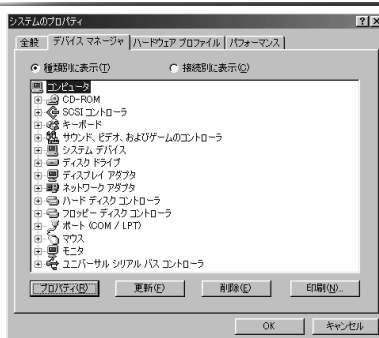 システムのプロパティ
全般 デバイス マネージャ ハードウェア プロファイル パフォーマンス
種類別に表示(T) 接続別に表示(C)
コンピュータ
CD-ROM
SCSI コントローラ
キーボード
サウンド、ビデオ、およびゲームのコントローラ
システム デバイス
ディスク ドライブ
ディスプレイ アダプタ
ネットワーク アダプタ
ハード ディスク コントローラ
フロッピー ディスク コントローラ
ポート (COM / LPT)
マウス
モニタ
ユニバーサル シリアル バス コントローラ
プロパティ(R) 更新(F) 削除(E) 印刷(N)...
OK キャンセル